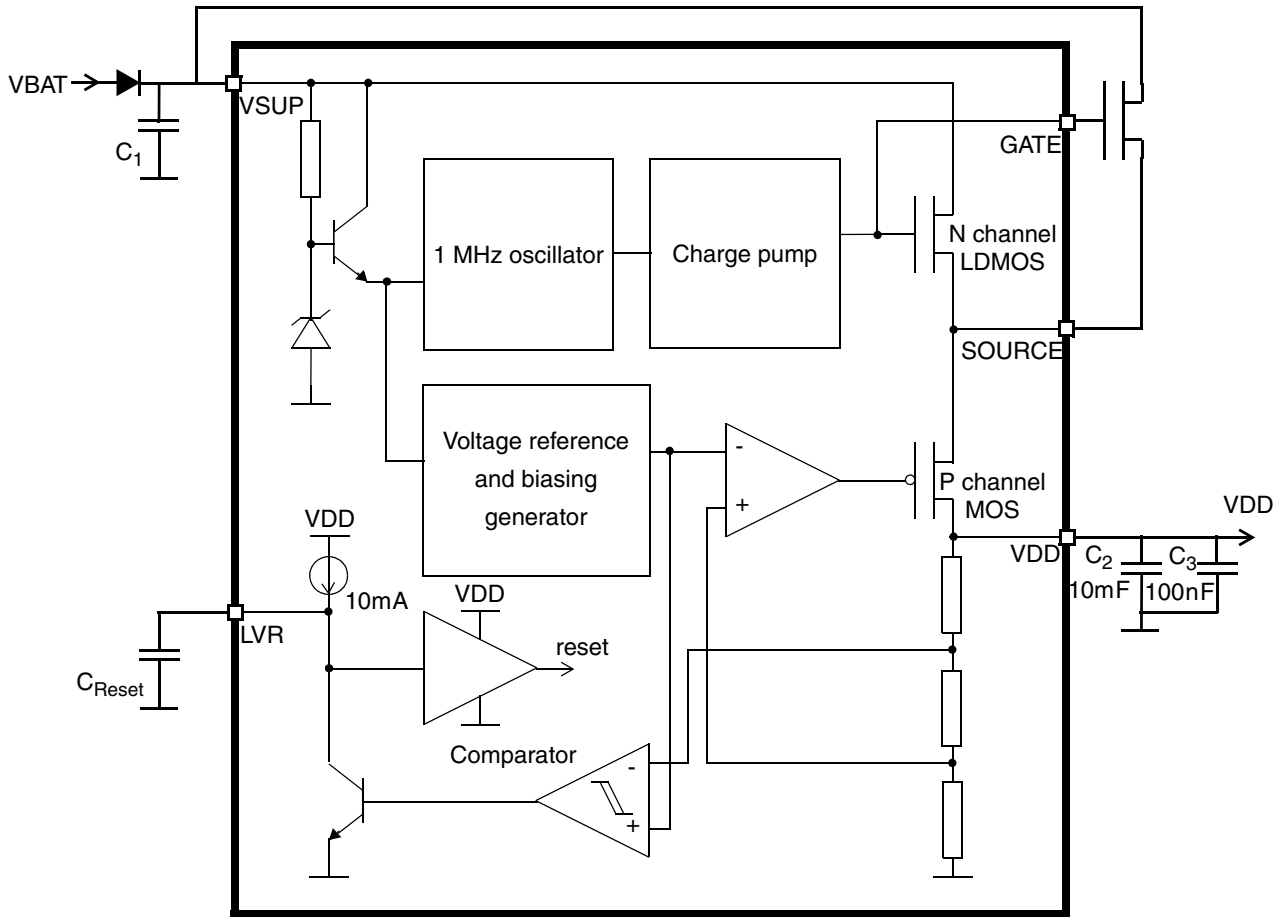 VBAT
VSUP
C1
GATE
1 MHz oscillator
Charge pump
N channel
LDMOS
SOURCE
Voltage reference
and biasing
generator
-
+
P channel
MOS
VDD
VDD
C2
C3
10mF
100nF
VDD
10mA
VDD
LVR
reset
CReset
Comparator
-
+